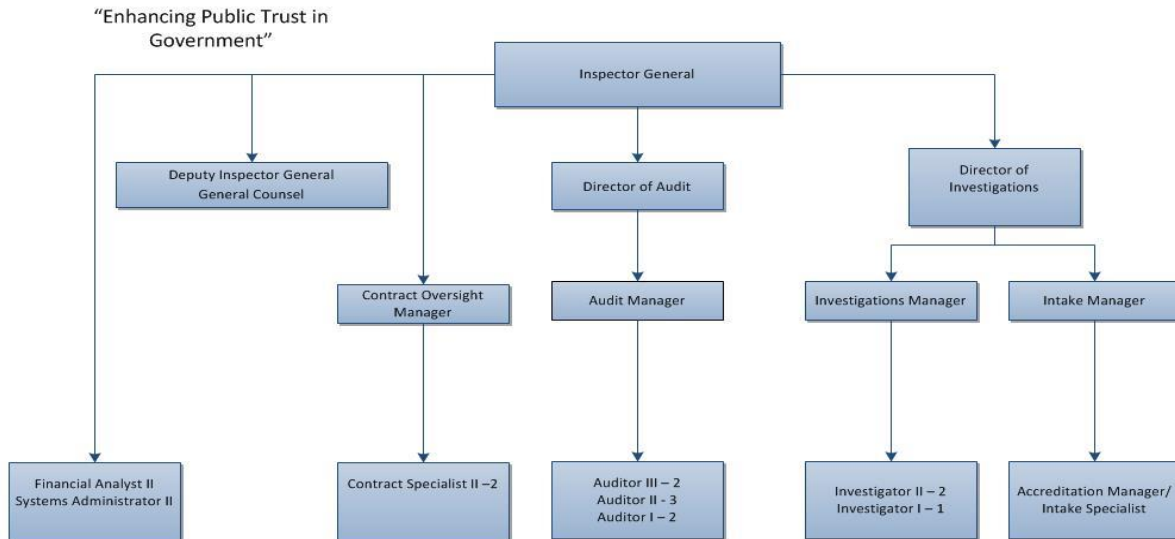 “Enhancing Public Trust in
Government”
Inspector General
Deputy Inspector General
General Counsel
Director of Audit
Director of
Investigations
Contract Oversight
Manager
Audit Manager
Investigations Manager
Intake Manager
Financial Analyst II
Systems Administrator II
Contract Specialist II –2
Auditor III – 2
Auditor II - 3
Auditor I – 2
Investigator II – 2
Investigator I – 1
Accreditation Manager/
Intake Specialist